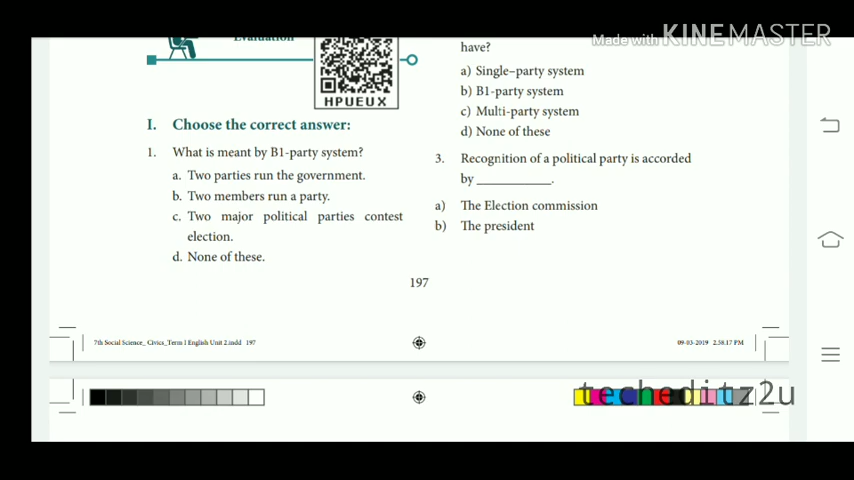 Made with KINEMASTER
Evaluation
HPUEUX
I. Choose the correct answer:
1. What is meant by B1-party system?
a. Two parties run the government.
b. Two members run a party.
c. Two major political parties contest
election.
d. None of these.
have?
a) Single–party system
b) B1-party system
c) Multi-party system
d) None of these
3. Recognition of a political party is accorded
by ___________.
a) The Election commission
b) The president
197
7th Social Science_ Civics_Term I English Unit 2.indd 197
09-03-2019 2.58.17 PM
techeditz2u